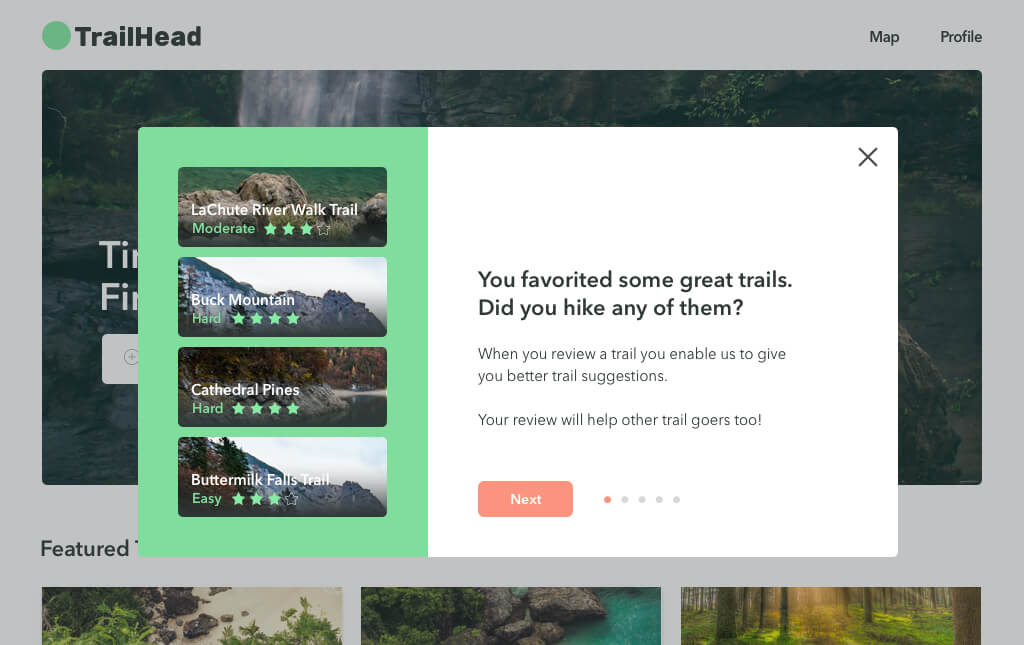 TrailHead
Map
Profile
LaChute River Walk Trail
Moderate
Buck Mountain
Hard
Cathedral Pines
Hard
Buttermilk Falls Trail
Easy
You favorited some great trails.
Did you hike any of them?
When you review a trail you enable us to give
you better trail suggestions.
Your review will help other trail goers too!
Next
Featured